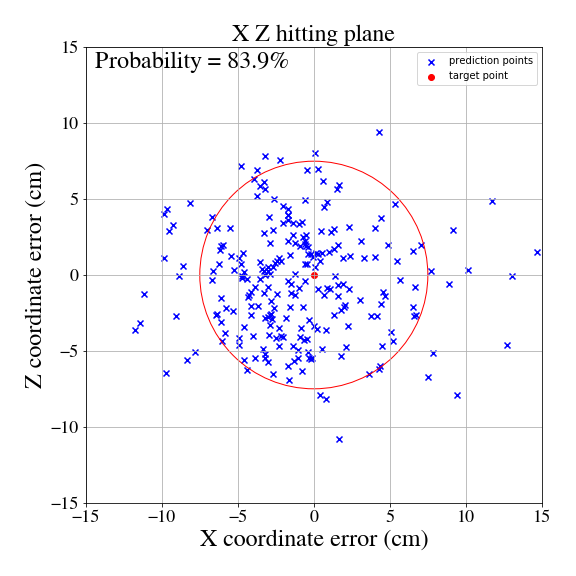 X Z hitting plane
Probability = 83.9%
prediction points
target point
15
10
5
0
−5
−10
−15
Z coordinate error (cm)
−15 −10 −5 0 5 10 15
X coordinate error (cm)